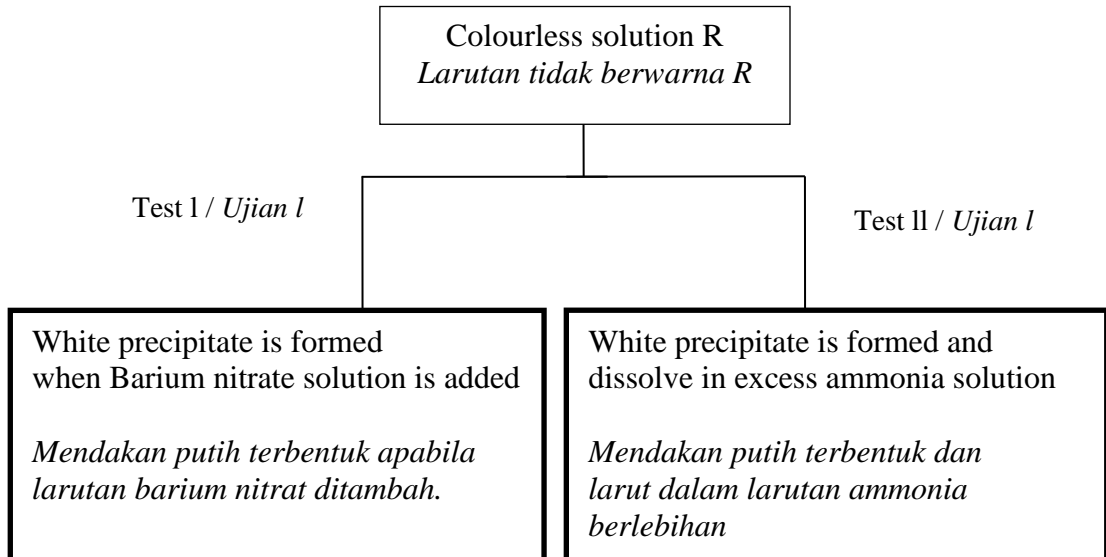 Colourless solution R
Larutan tidak berwarna R
Test l / Ujian l
Test ll / Ujian l
White precipitate is formed
when Barium nitrate solution is added
Mendakan putih terbentuk apabila
larutan barium nitrat ditambah.
White precipitate is formed and
dissolve in excess ammonia solution
Mendakan putih terbentuk dan
larut dalam larutan ammonia
berlebihan